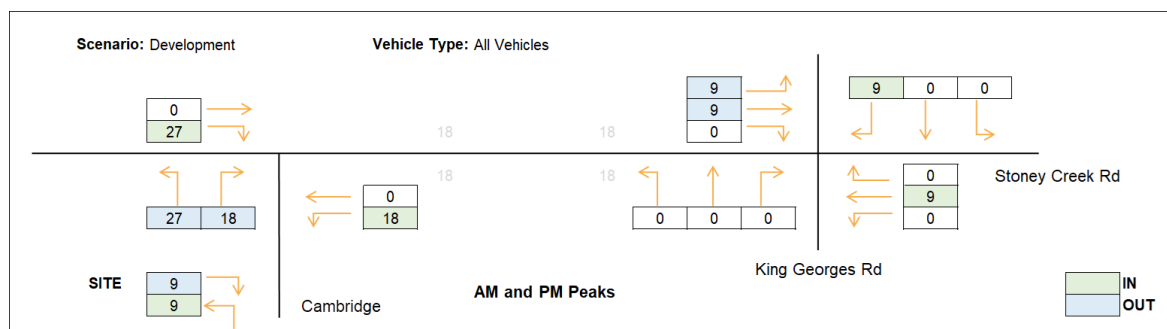 Scenario: Development Vehicle Type: All Vehicles
9
9 0 0
0 9
27 18 18 0
18 18 0 Stoney Creek Rd
0 9
27 18 18 0 0 0 0
King Georges Rd
SITE 9 IN
9 Cambridge AM and PM Peaks OUT